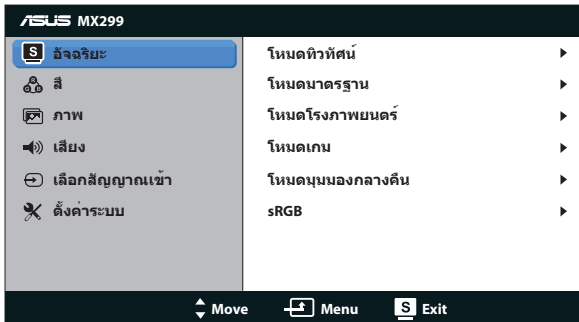 ASUS MX299
S อัจฉริยะ
สี
ภาพ
เสียง
เลือกสัญญาณเข้า
ตั้งค่าระบบ
โหมดทิวทัศน์
โหมดมาตรฐาน
โหมดโรงภาพยนตร์
โหมดเกม
โหมดมุมมองกลางคืน
sRGB
Move Menu S Exit